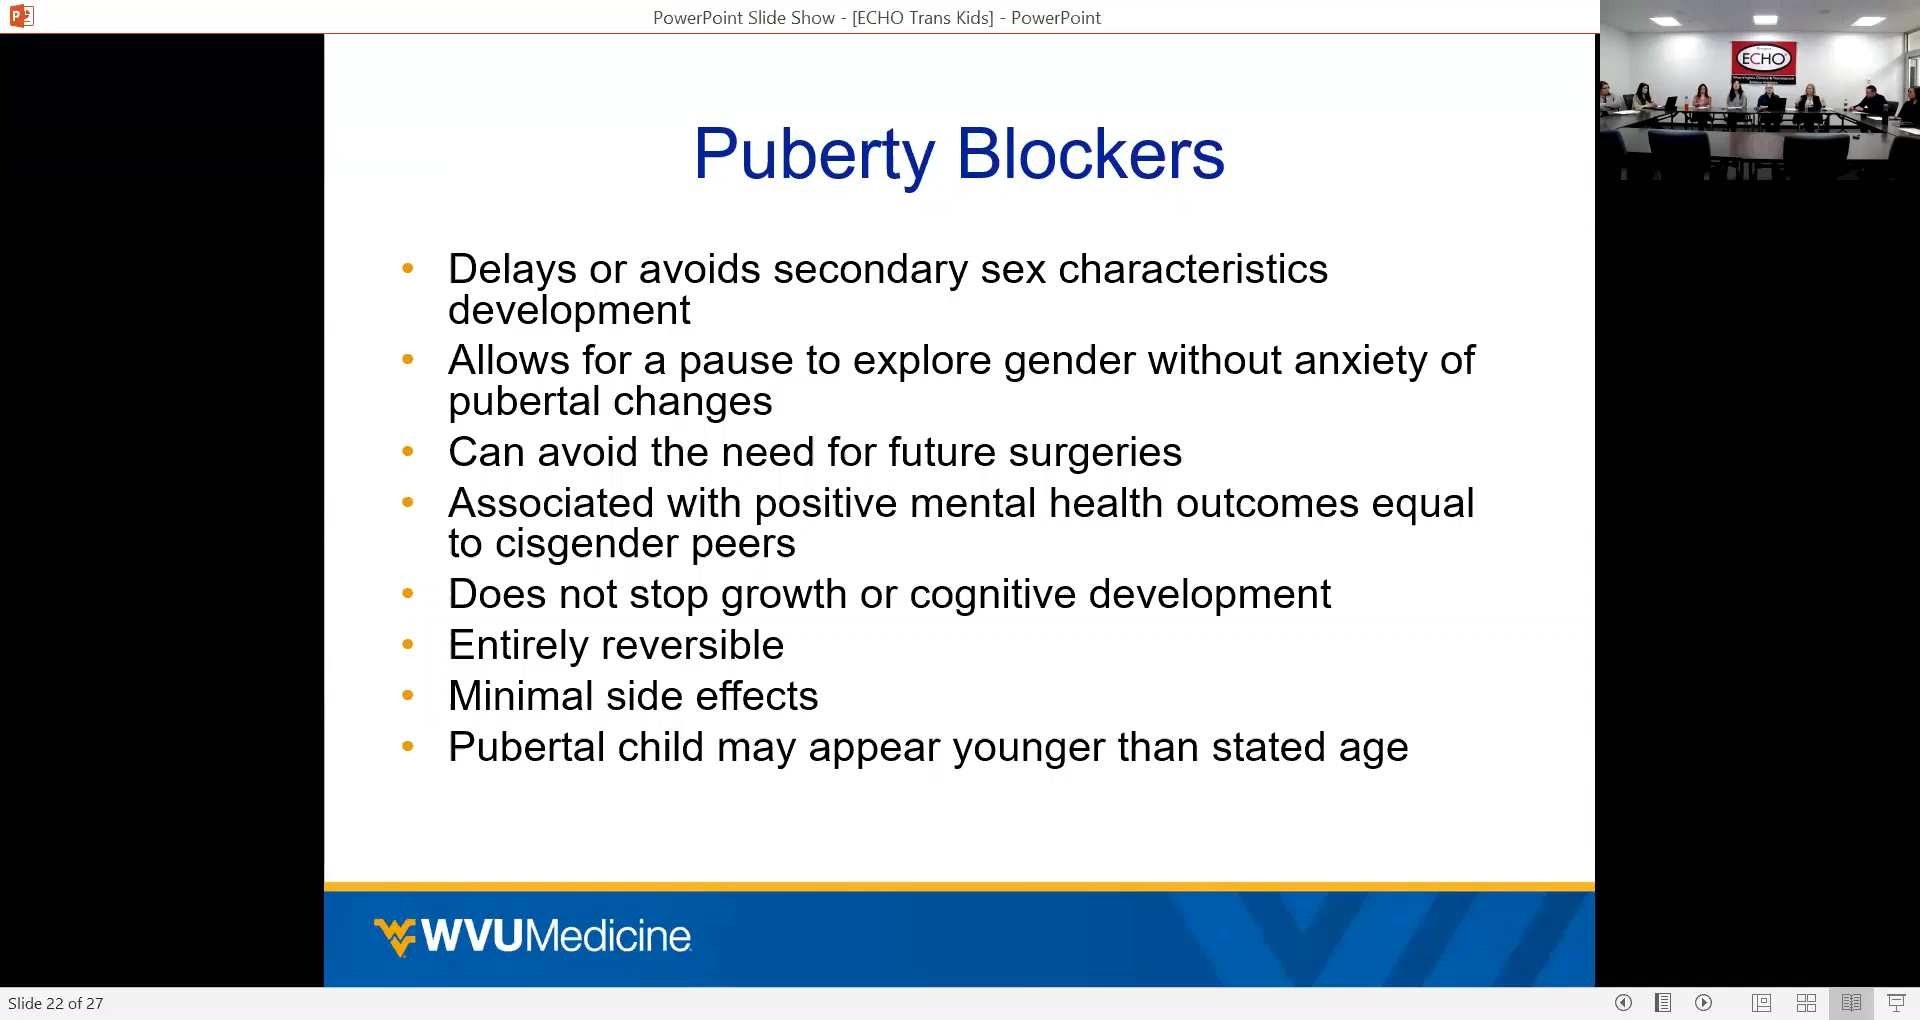 PowerPoint Slide Show - [ECHO Trans Kids] - PowerPoint
Project
ECHO
Puberty Blockers
• Delays or avoids secondary sex characteristics
development
• Allows for a pause to explore gender without anxiety of
pubertal changes
• Can avoid the need for future surgeries
• Associated with positive mental health outcomes equal
to cisgender peers
• Does not stop growth or cognitive development
• Entirely reversible
• Minimal side effects
• Pubertal child may appear younger than stated age
WVUMedicine
Slide 22 of 27